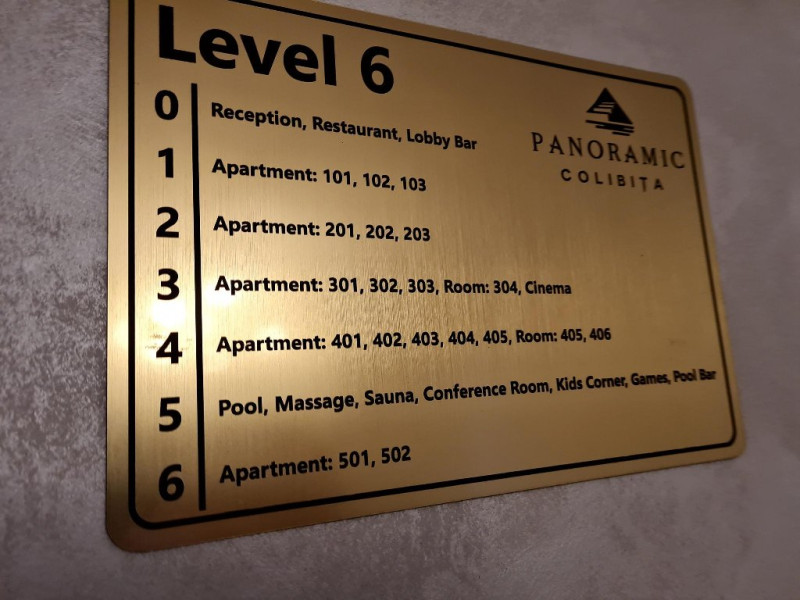 Level 6
PANORAMIC
COLIBIȚA
0 Reception, Restaurant, Lobby Bar
1 Apartment: 101, 102, 103
2 Apartment: 201, 202, 203
3 Apartment: 301, 302, 303, Room: 304, Cinema
4 Apartment: 401, 402, 403, 404, 405, Room: 405, 406
5 Pool, Massage, Sauna, Conference Room, Kids Corner, Games, Pool Bar
6 Apartment: 501, 502